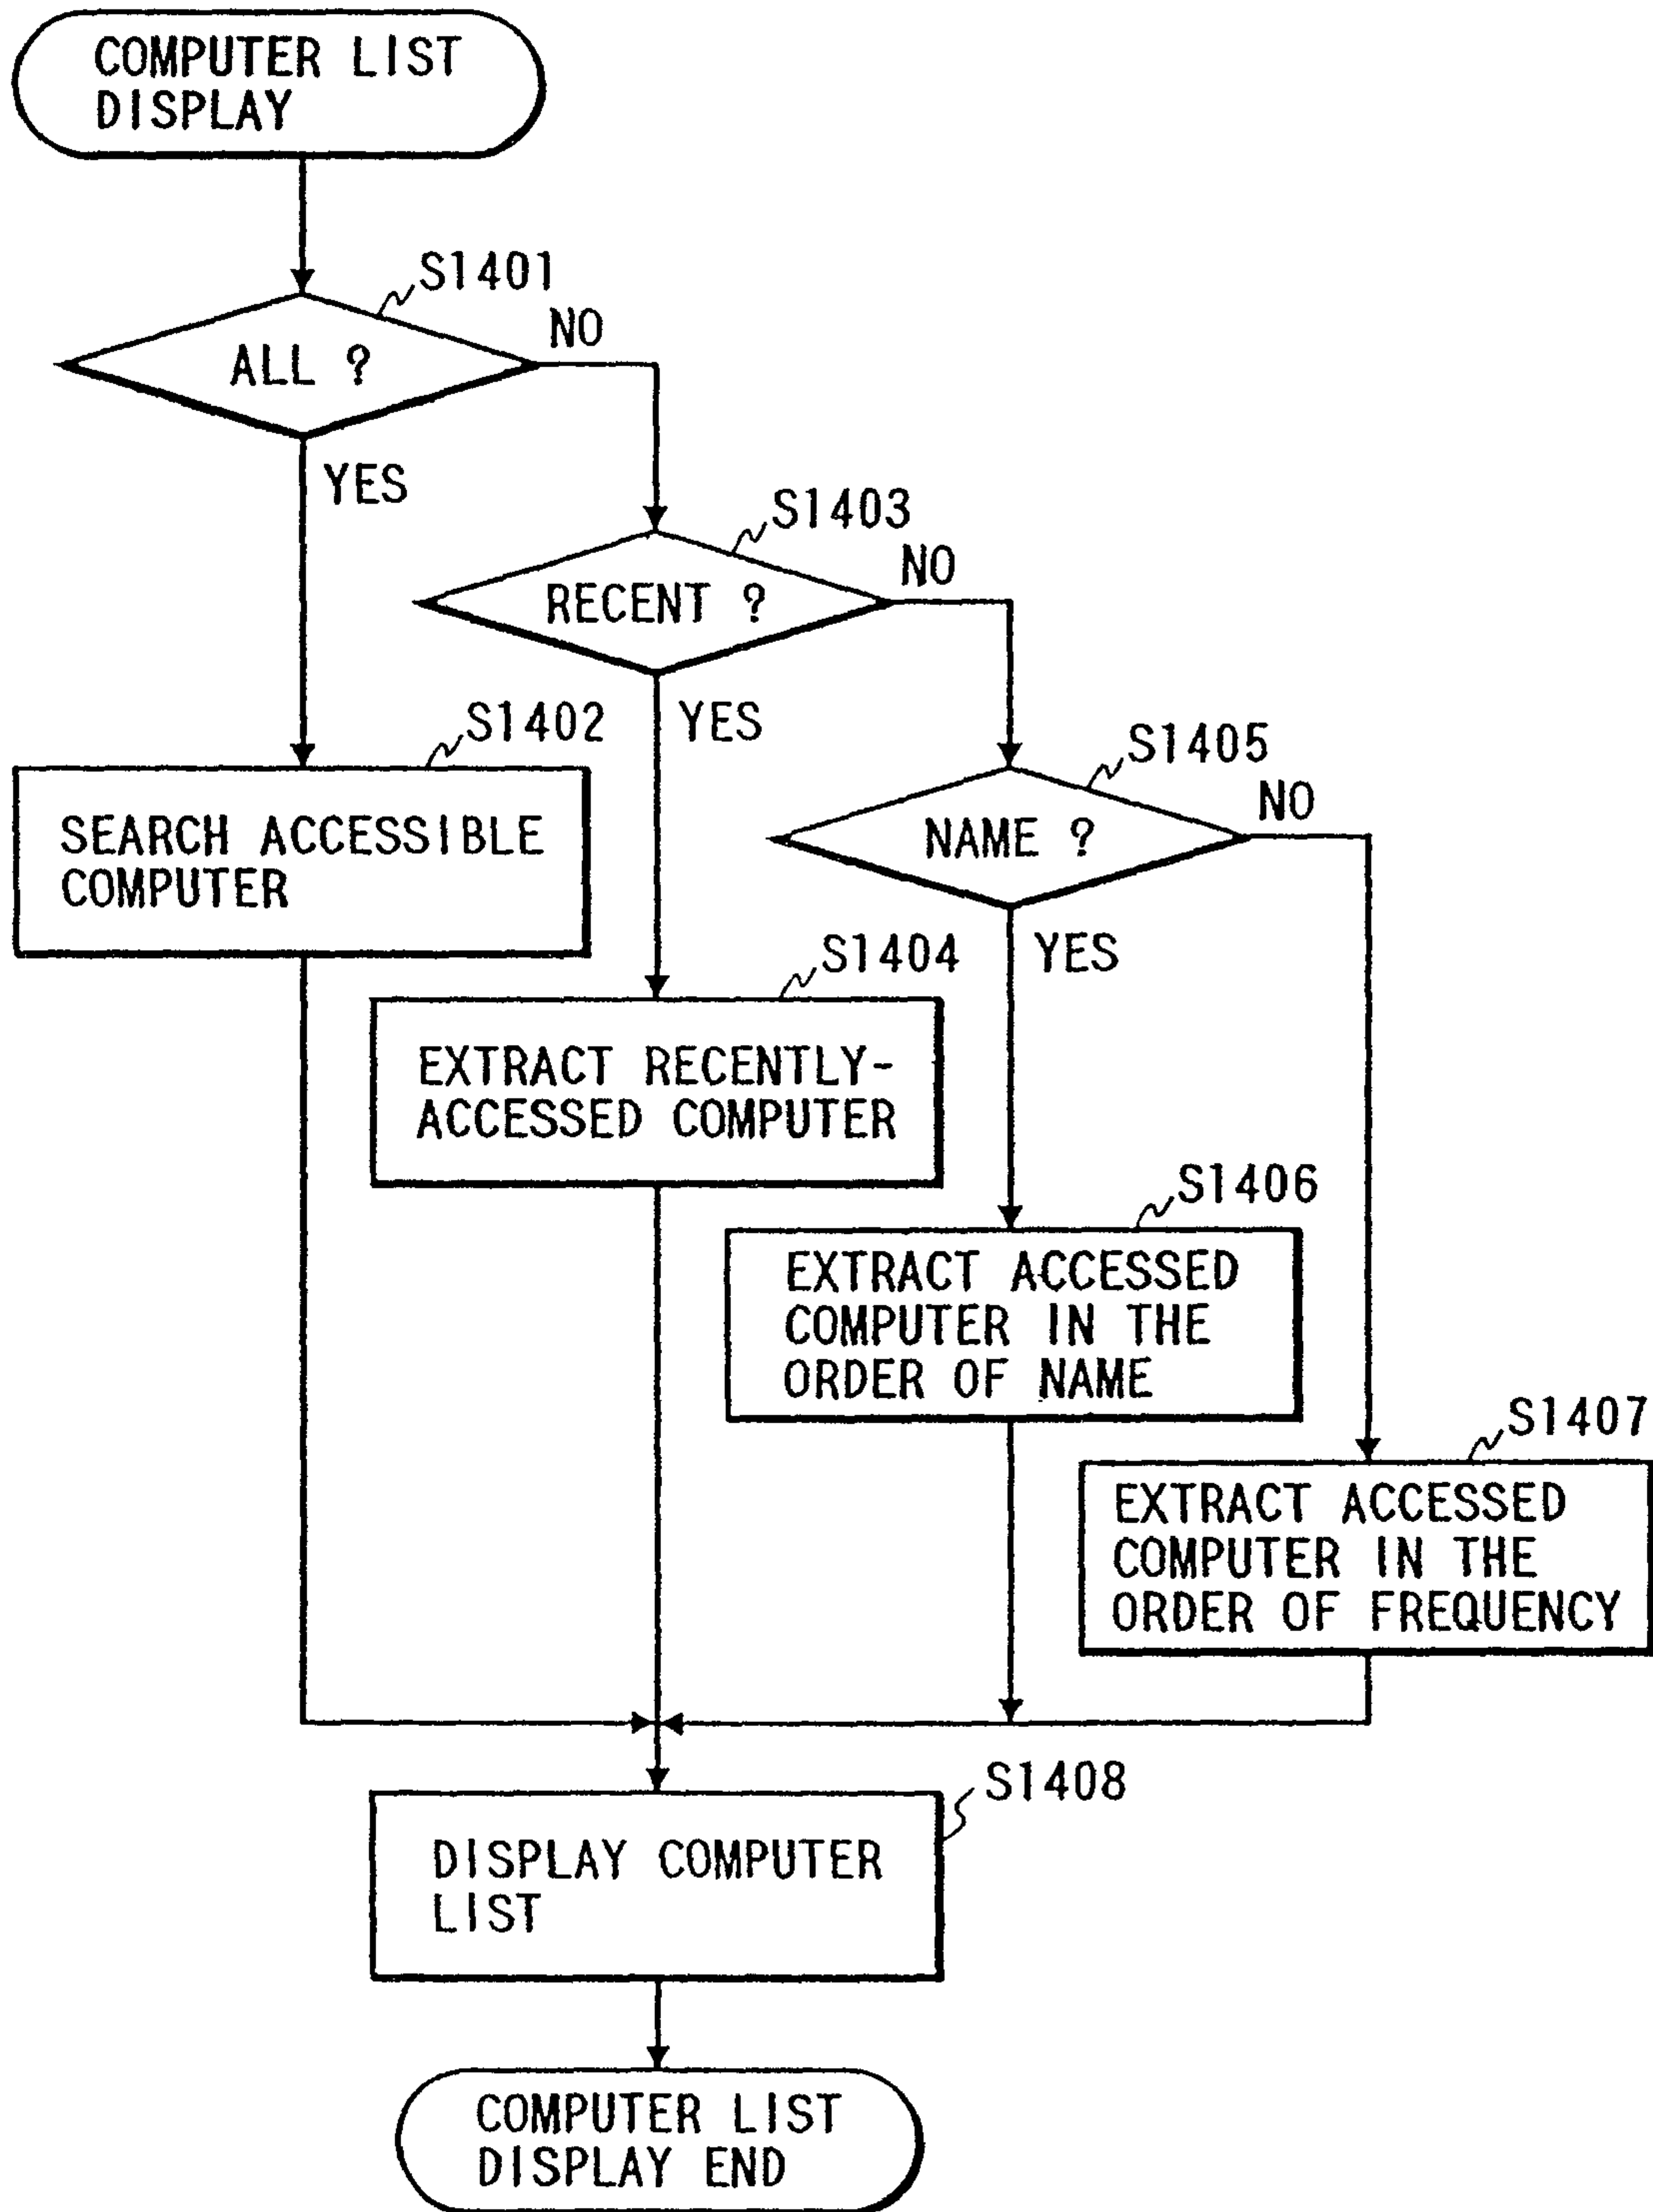 COMPUTER LIST
DISPLAY
S1401
ALL ?
NO
YES
S1403
RECENT ?
NO
YES
S1402
SEARCH ACCESSIBLE
COMPUTER
S1405
NAME ?
NO
YES
S1404
EXTRACT RECENTLY-
ACCESSED COMPUTER
S1406
EXTRACT ACCESSED
COMPUTER IN THE
ORDER OF NAME
S1407
EXTRACT ACCESSED
COMPUTER IN THE
ORDER OF FREQUENCY
S1408
DISPLAY COMPUTER
LIST
COMPUTER LIST
DISPLAY END